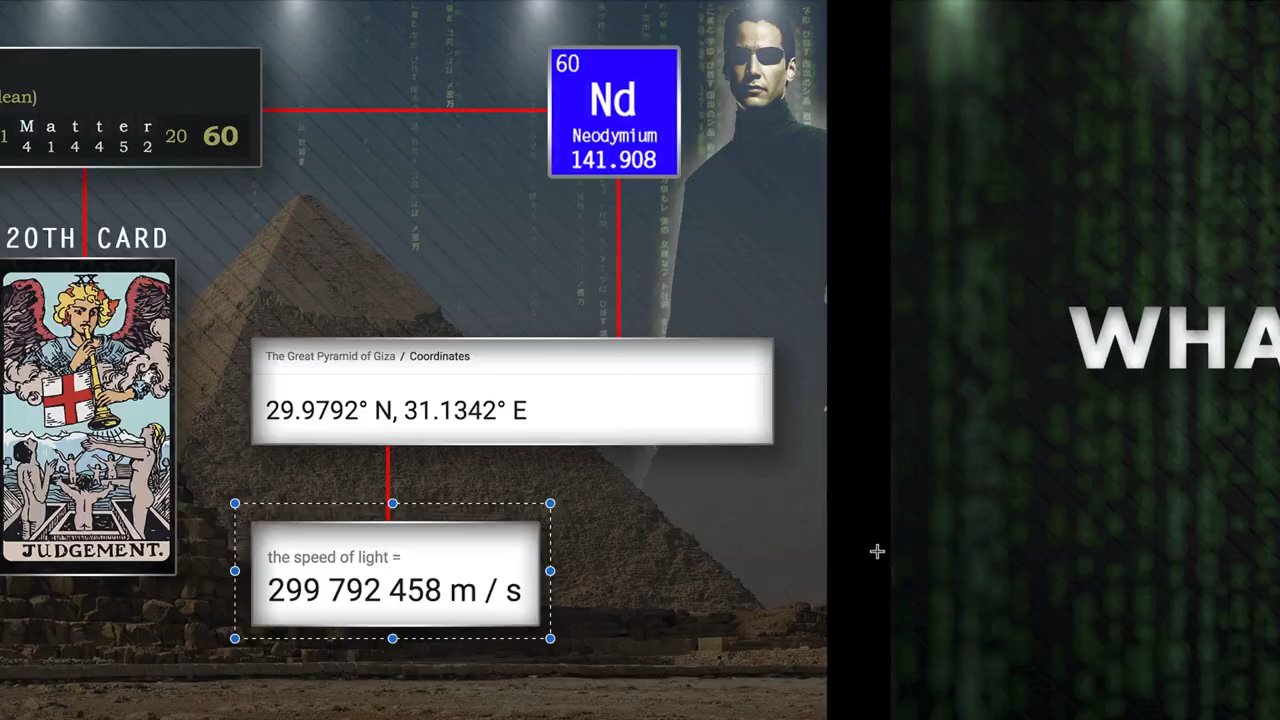 lean)
1 M a t t e r 20 60
4 1 4 4 5 2
60
Nd
Neodymium
141.908
20TH CARD
XX
JUDGEMENT.
The Great Pyramid of Giza / Coordinates
29.9792° N, 31.1342° E
the speed of light =
299 792 458 m / s
WHA